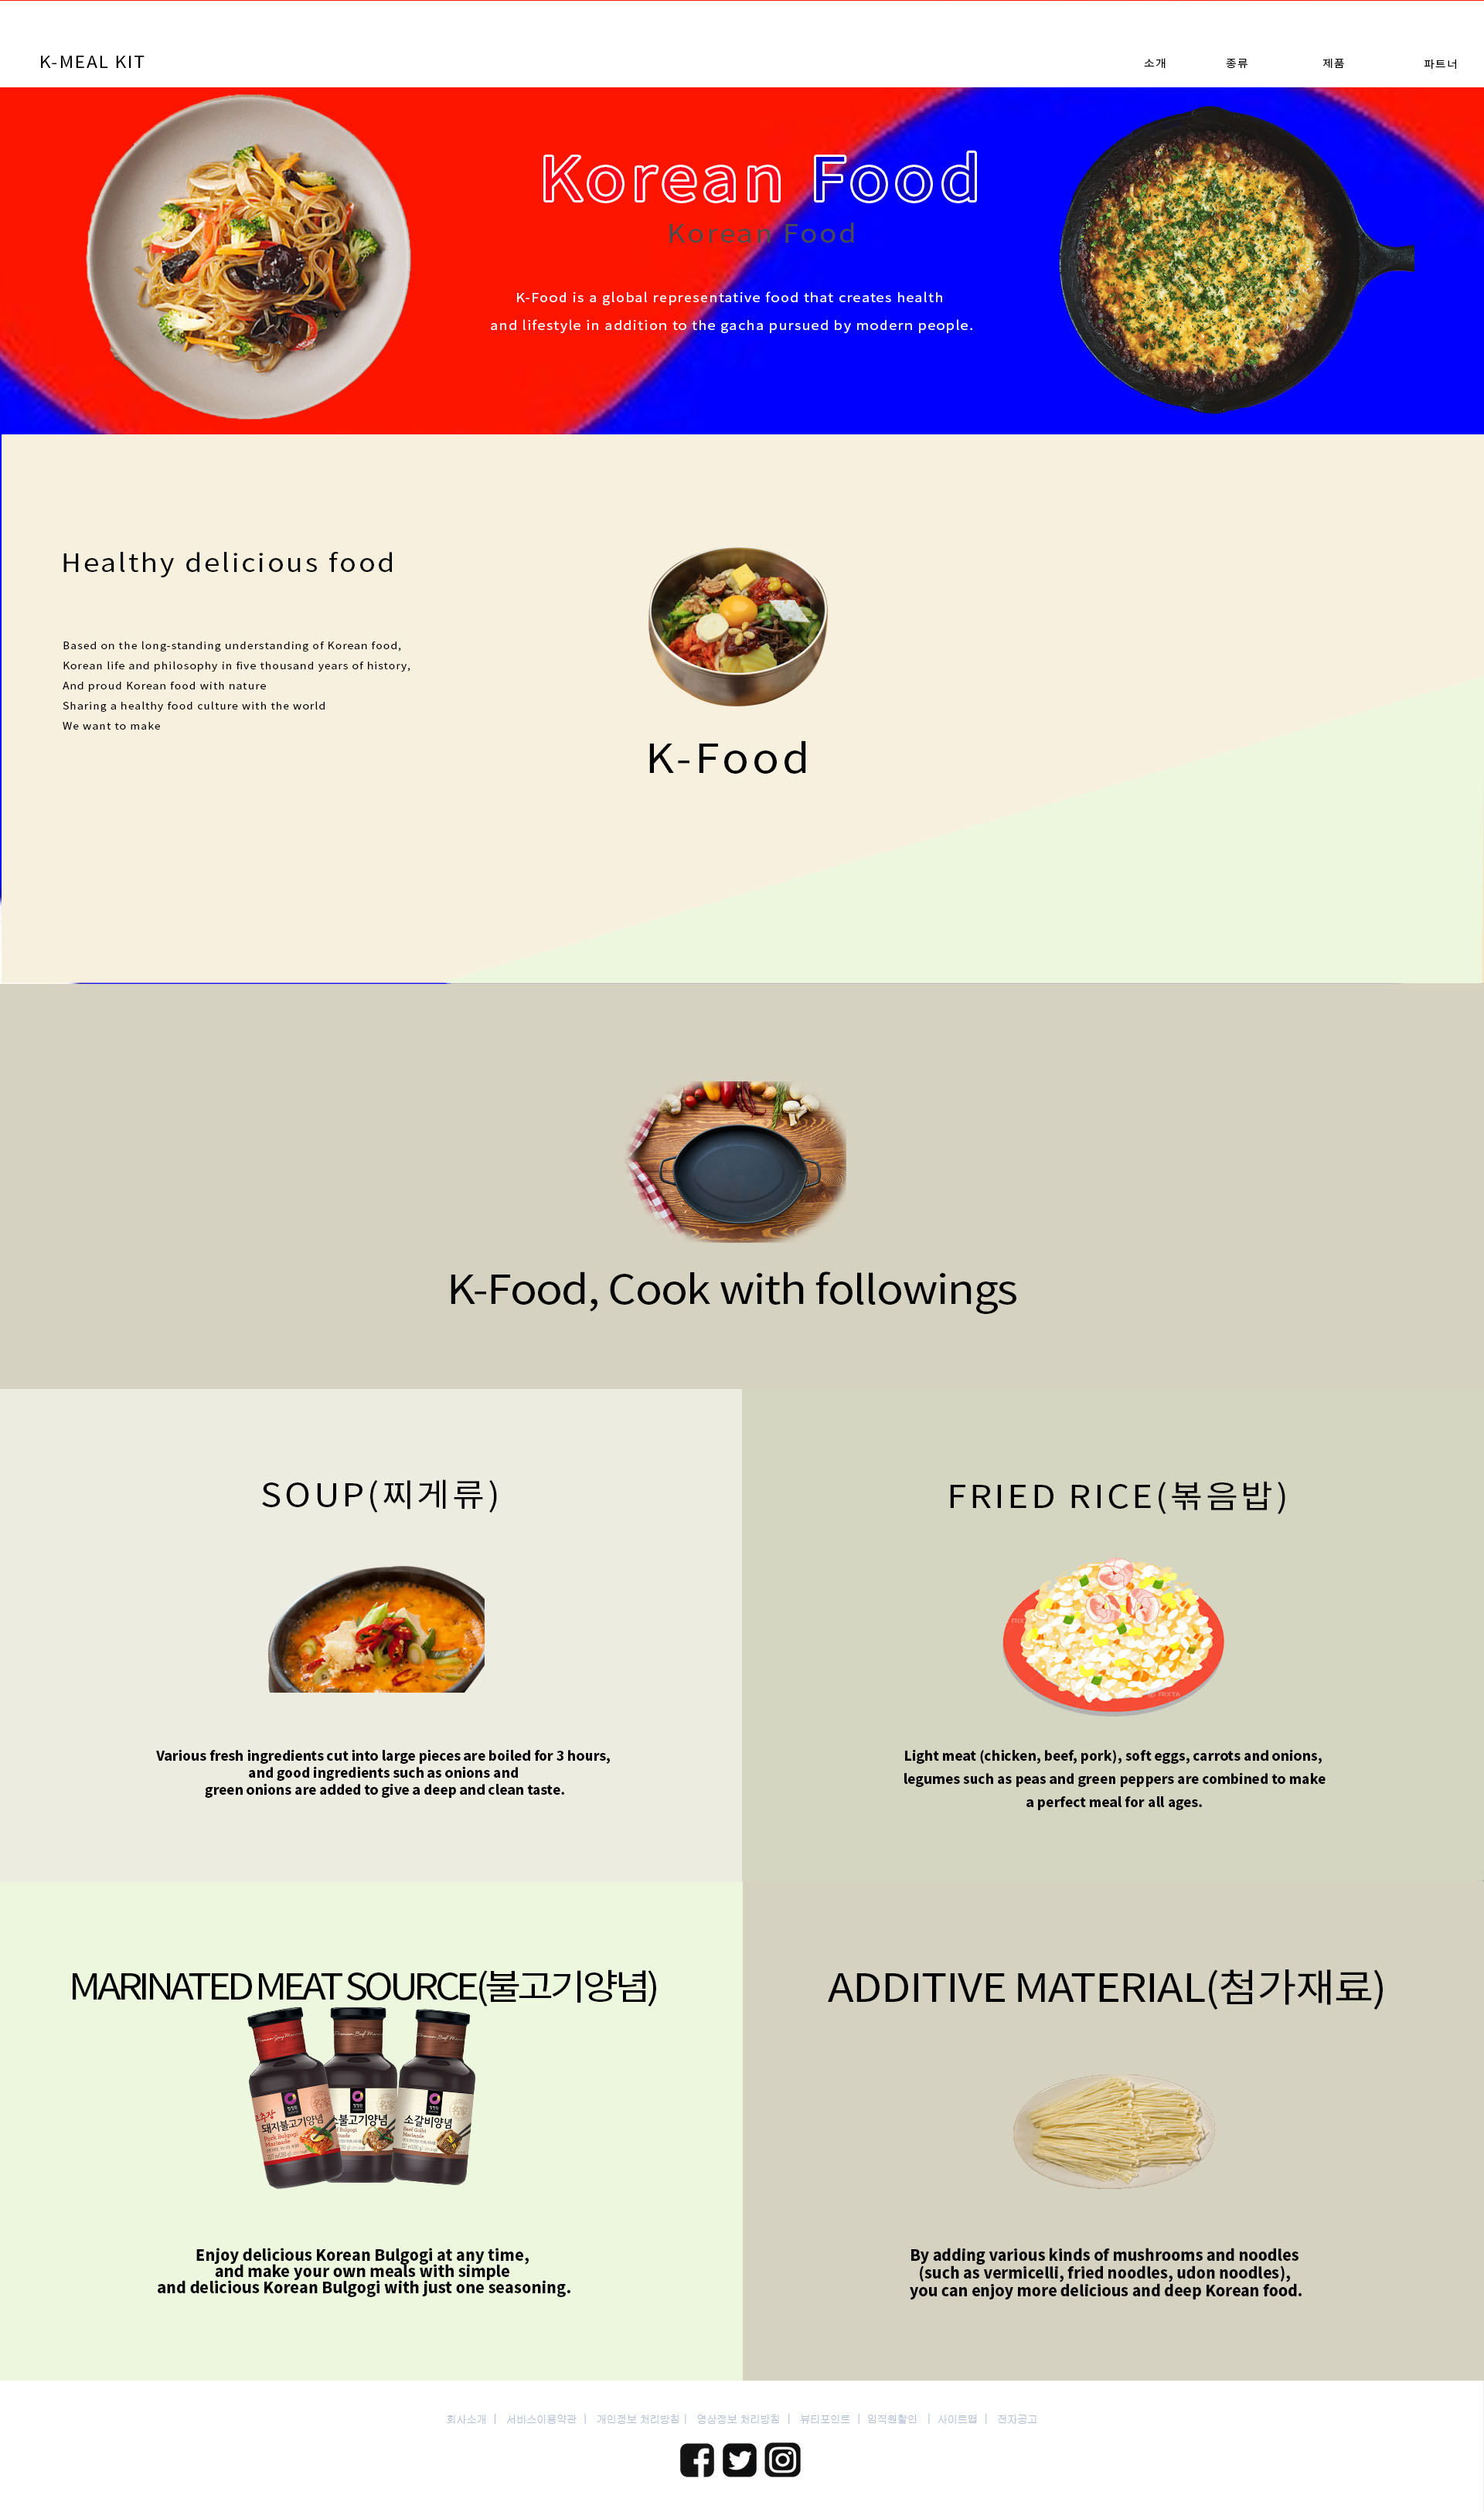 K-MEAL KIT
소개 종류 제품 파트너
Korean Food
Korean Food
K-Food is a global representative food that creates health
and lifestyle in addition to the gacha pursued by modern people.
Healthy delicious food
Based on the long-standing understanding of Korean food,
Korean life and philosophy in five thousand years of history,
And proud Korean food with nature
Sharing a healthy food culture with the world
We want to make
K-Food
K-Food, Cook with followings
SOUP(찌게류)
FRIED RICE(볶음밥)
Various fresh ingredients cut into large pieces are boiled for 3 hours,
and good ingredients such as onions and
green onions are added to give a deep and clean taste.
Light meat (chicken, beef, pork), soft eggs, carrots and onions,
legumes such as peas and green peppers are combined to make
a perfect meal for all ages.
MARINATED MEAT SOURCE(불고기양념)
돼지불고기양념
Pork Bulgogi
Marinade
소불고기양념
소갈비양념
ADDITIVE MATERIAL(첨가재료)
Enjoy delicious Korean Bulgogi at any time,
and make your own meals with simple
and delicious Korean Bulgogi with just one seasoning.
By adding various kinds of mushrooms and noodles
(such as vermicelli, fried noodles, udon noodles),
you can enjoy more delicious and deep Korean food.
회사소개 | 서비스이용약관 | 개인정보 처리방침 | 영상정보 처리방침 | 뷰티포인트 | 임직원할인 | 사이트맵 | 전자공고